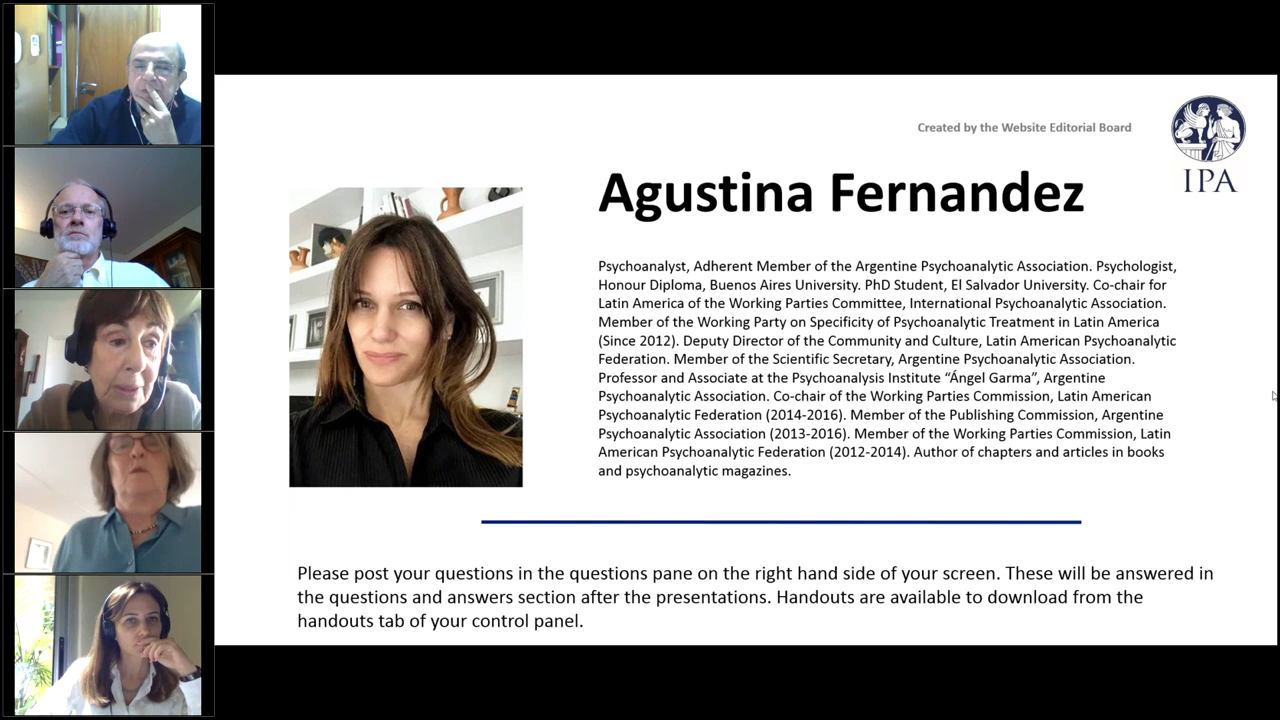 Created by the Website Editorial Board
IPA
Agustina Fernandez
Psychoanalyst, Adherent Member of the Argentine Psychoanalytic Association. Psychologist,
Honour Diploma, Buenos Aires University. PhD Student, El Salvador University. Co-chair for
Latin America of the Working Parties Committee, International Psychoanalytic Association.
Member of the Working Party on Specificity of Psychoanalytic Treatment in Latin America
(Since 2012). Deputy Director of the Community and Culture, Latin American Psychoanalytic
Federation. Member of the Scientific Secretary, Argentine Psychoanalytic Association.
Professor and Associate at the Psychoanalysis Institute “Ángel Garma”, Argentine
Psychoanalytic Association. Co-chair of the Working Parties Commission, Latin American
Psychoanalytic Federation (2014-2016). Member of the Publishing Commission, Argentine
Psychoanalytic Association (2013-2016). Member of the Working Parties Commission, Latin
American Psychoanalytic Federation (2012-2014). Author of chapters and articles in books
and psychoanalytic magazines.
Please post your questions in the questions pane on the right hand side of your screen. These will be answered in
the questions and answers section after the presentations. Handouts are available to download from the
handouts tab of your control panel.